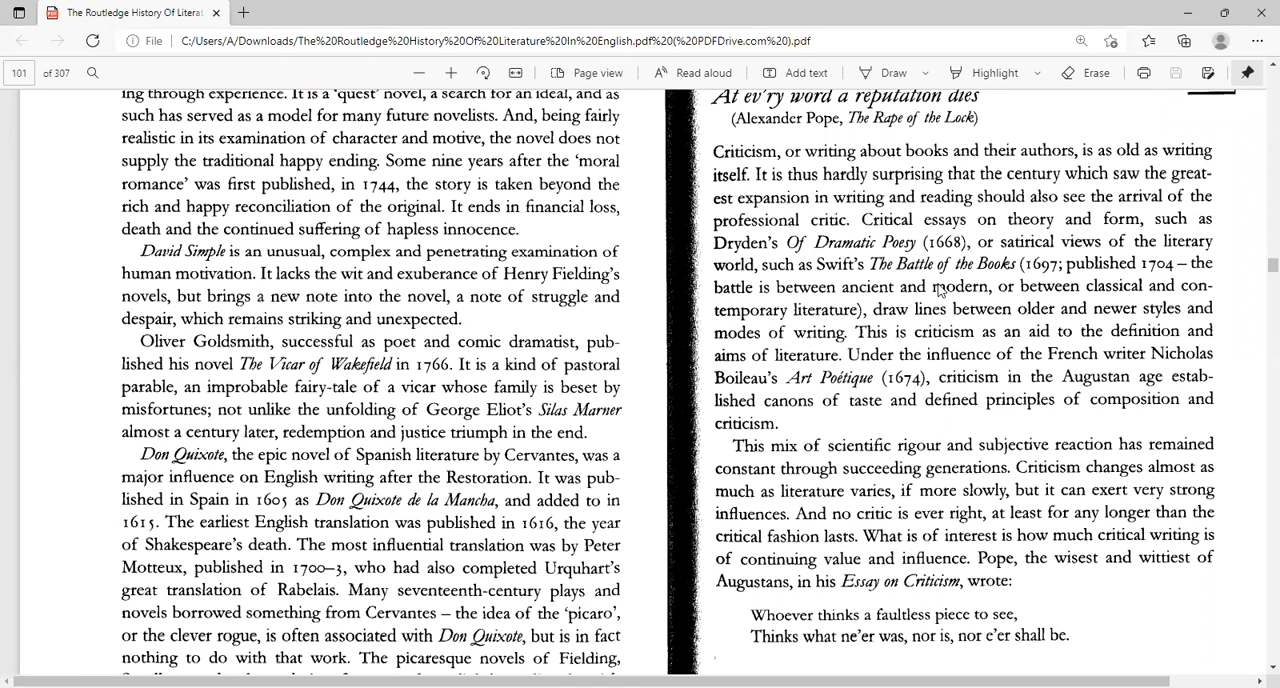 The Routledge History Of Literat
File
C:/Users/A/Downloads/The%20Routledge%20History%20Of%20Literature%20In%20English.pdf%20(%20PDFDrive.com%20).pdf
101 of 307
Page view
Read aloud
Add text
Draw
Highlight
Erase
ing through experience. It is a ‘quest’ novel, a search for an ideal, and as
such has served as a model for many future novelists. And, being fairly
realistic in its examination of character and motive, the novel does not
supply the traditional happy ending. Some nine years after the ‘moral
romance’ was first published, in 1744, the story is taken beyond the
rich and happy reconciliation of the original. It ends in financial loss,
death and the continued suffering of hapless innocence.
David Simple is an unusual, complex and penetrating examination of
human motivation. It lacks the wit and exuberance of Henry Fielding’s
novels, but brings a new note into the novel, a note of struggle and
despair, which remains striking and unexpected.
Oliver Goldsmith, successful as poet and comic dramatist, pub-
lished his novel The Vicar of Wakefield in 1766. It is a kind of pastoral
parable, an improbable fairy-tale of a vicar whose family is beset by
misfortunes; not unlike the unfolding of George Eliot’s Silas Marner
almost a century later, redemption and justice triumph in the end.
Don Quixote, the epic novel of Spanish literature by Cervantes, was a
major influence on English writing after the Restoration. It was pub-
lished in Spain in 1605 as Don Quixote de la Mancha, and added to in
1615. The earliest English translation was published in 1616, the year
of Shakespeare’s death. The most influential translation was by Peter
Motteux, published in 1700–3, who had also completed Urquhart’s
great translation of Rabelais. Many seventeenth-century plays and
novels borrowed something from Cervantes – the idea of the ‘picaro’,
or the clever rogue, is often associated with Don Quixote, but is in fact
nothing to do with that work. The picaresque novels of Fielding,
At ev’ry word a reputation dies
(Alexander Pope, The Rape of the Lock)
Criticism, or writing about books and their authors, is as old as writing
itself. It is thus hardly surprising that the century which saw the great-
est expansion in writing and reading should also see the arrival of the
professional critic. Critical essays on theory and form, such as
Dryden’s Of Dramatic Poesy (1668), or satirical views of the literary
world, such as Swift’s The Battle of the Books (1697; published 1704 – the
battle is between ancient and modern, or between classical and con-
temporary literature), draw lines between older and newer styles and
modes of writing. This is criticism as an aid to the definition and
aims of literature. Under the influence of the French writer Nicholas
Boileau’s Art Poétique (1674), criticism in the Augustan age estab-
lished canons of taste and defined principles of composition and
criticism.
This mix of scientific rigour and subjective reaction has remained
constant through succeeding generations. Criticism changes almost as
much as literature varies, if more slowly, but it can exert very strong
influences. And no critic is ever right, at least for any longer than the
critical fashion lasts. What is of interest is how much critical writing is
of continuing value and influence. Pope, the wisest and wittiest of
Augustans, in his Essay on Criticism, wrote:
Whoever thinks a faultless piece to see,
Thinks what ne’er was, nor is, nor e’er shall be.